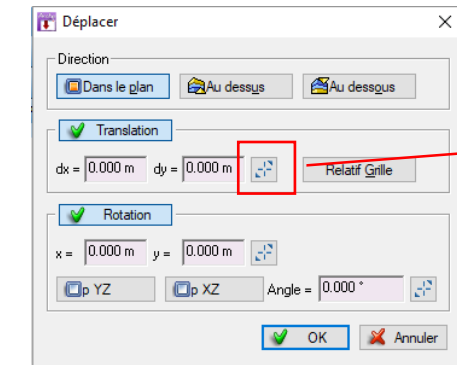 Déplacer
Direction
Dans le plan Au dessus Au dessous
Translation
dx = 0.000 m dy = 0.000 m Relatif Grille
Rotation
x = 0.000 m y = 0.000 m
p YZ p XZ Angle = 0.000 °
OK Annuler